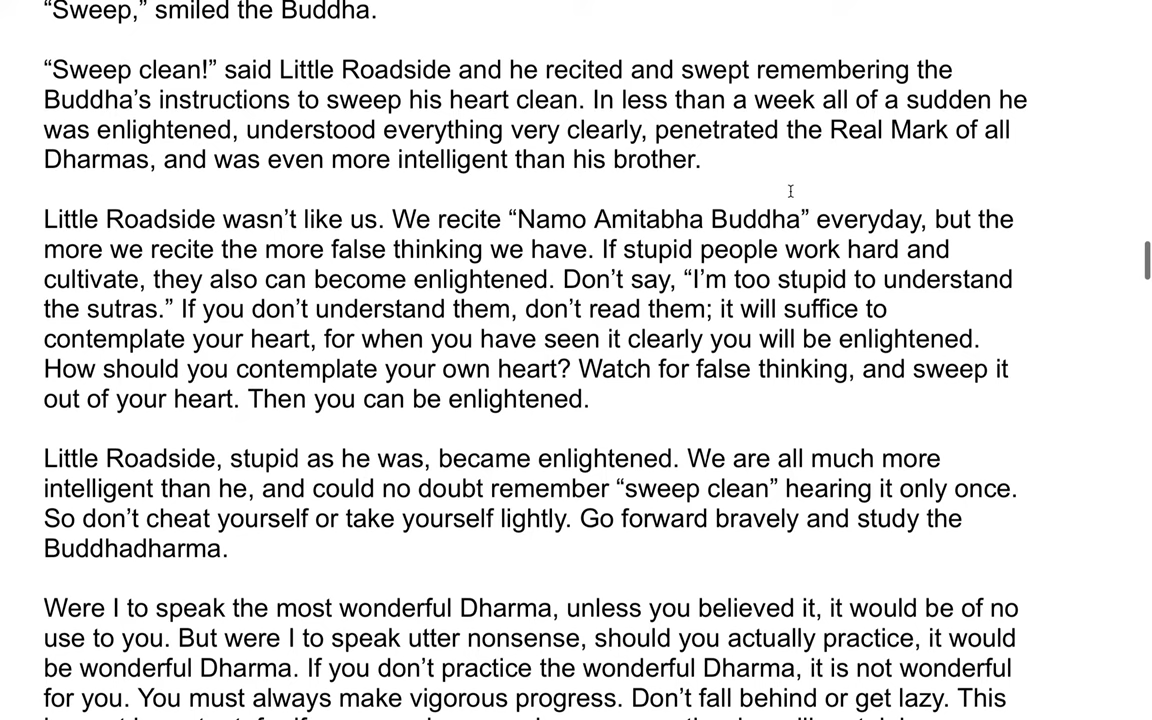 “Sweep,” smiled the Buddha.
“Sweep clean!” said Little Roadside and he recited and swept remembering the
Buddha’s instructions to sweep his heart clean. In less than a week all of a sudden he
was enlightened, understood everything very clearly, penetrated the Real Mark of all
Dharmas, and was even more intelligent than his brother.
Little Roadside wasn’t like us. We recite “Namo Amitabha Buddha” everyday, but the
more we recite the more false thinking we have. If stupid people work hard and
cultivate, they also can become enlightened. Don’t say, “I’m too stupid to understand
the sutras.” If you don’t understand them, don’t read them; it will suffice to
contemplate your heart, for when you have seen it clearly you will be enlightened.
How should you contemplate your own heart? Watch for false thinking, and sweep it
out of your heart. Then you can be enlightened.
Little Roadside, stupid as he was, became enlightened. We are all much more
intelligent than he, and could no doubt remember “sweep clean” hearing it only once.
So don’t cheat yourself or take yourself lightly. Go forward bravely and study the
Buddhadharma.
Were I to speak the most wonderful Dharma, unless you believed it, it would be of no
use to you. But were I to speak utter nonsense, should you actually practice, it would
be wonderful Dharma. If you don’t practice the wonderful Dharma, it is not wonderful
for you. You must always make vigorous progress. Don’t fall behind or get lazy. This